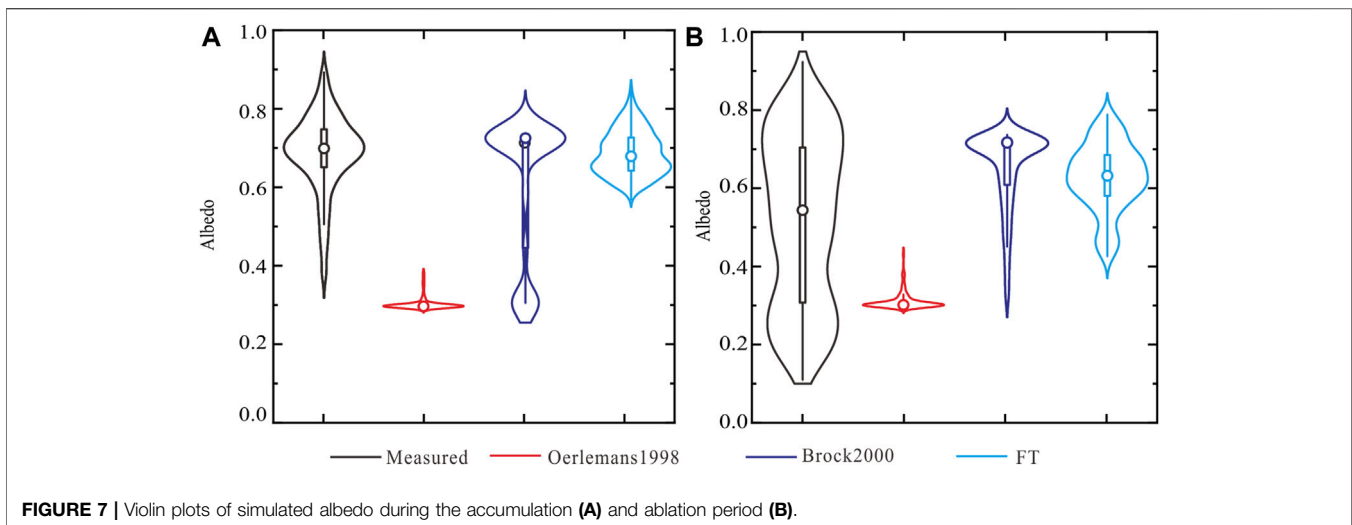 A
1.0
0.8
0.6
0.4
0.2
0.0
Albedo
B
1.0
0.8
0.6
0.4
0.2
0.0
Albedo
Measured Oerlemans1998 Brock2000 FT
FIGURE 7 | Violin plots of simulated albedo during the accumulation (A) and ablation period (B).